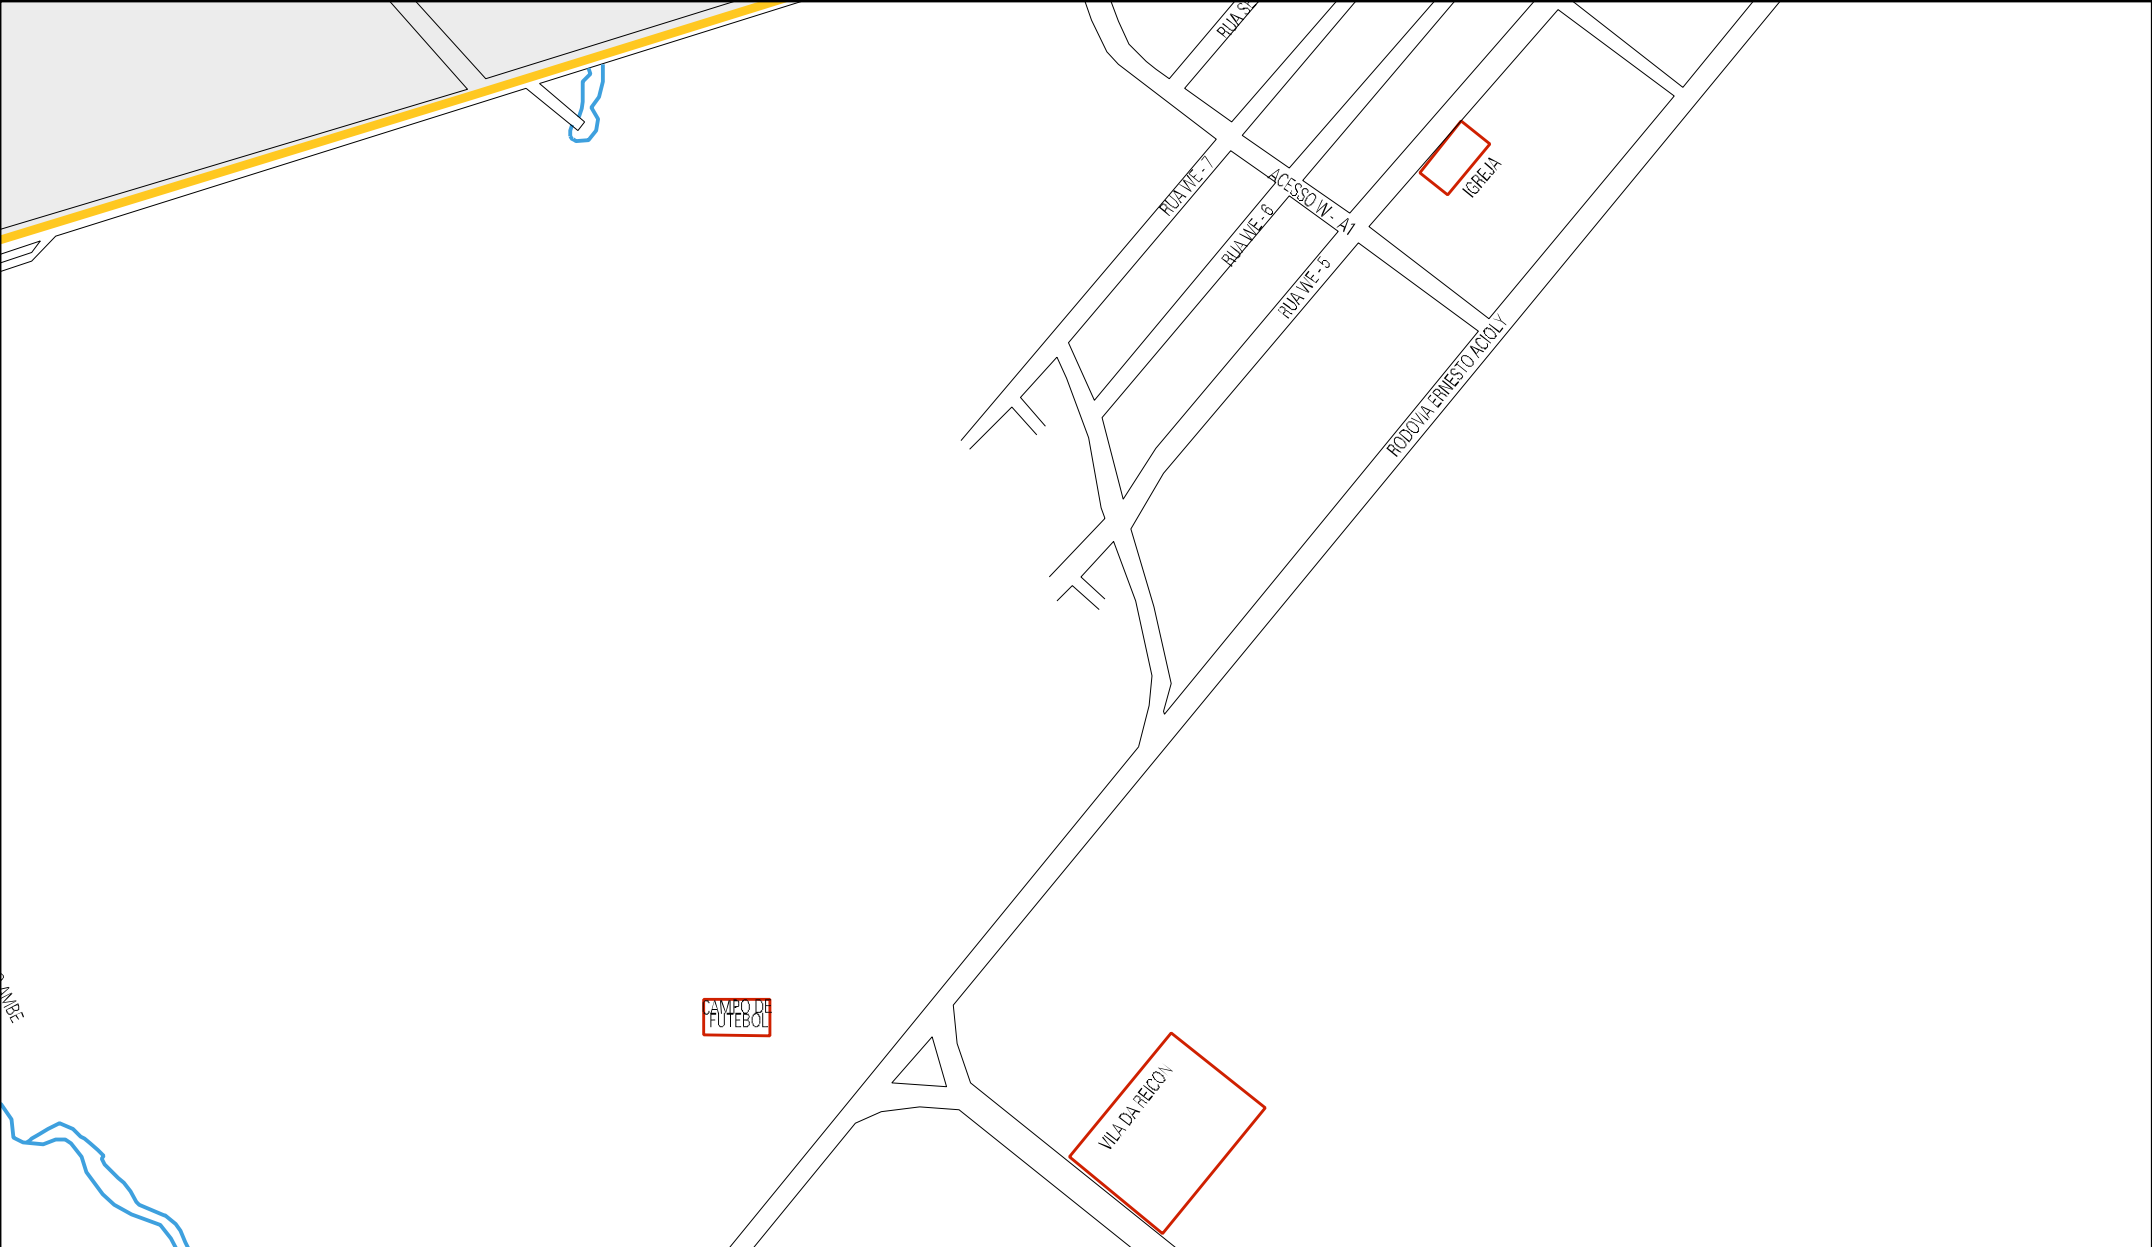 RUA WE - 7
ACESSO W - A1
IGREJA
RUA WE - 6
RUA WE - 5
RODOVIA ERNESTO ACIOLY
CAMPO DE
FUTEBOL
VILA DA REICON